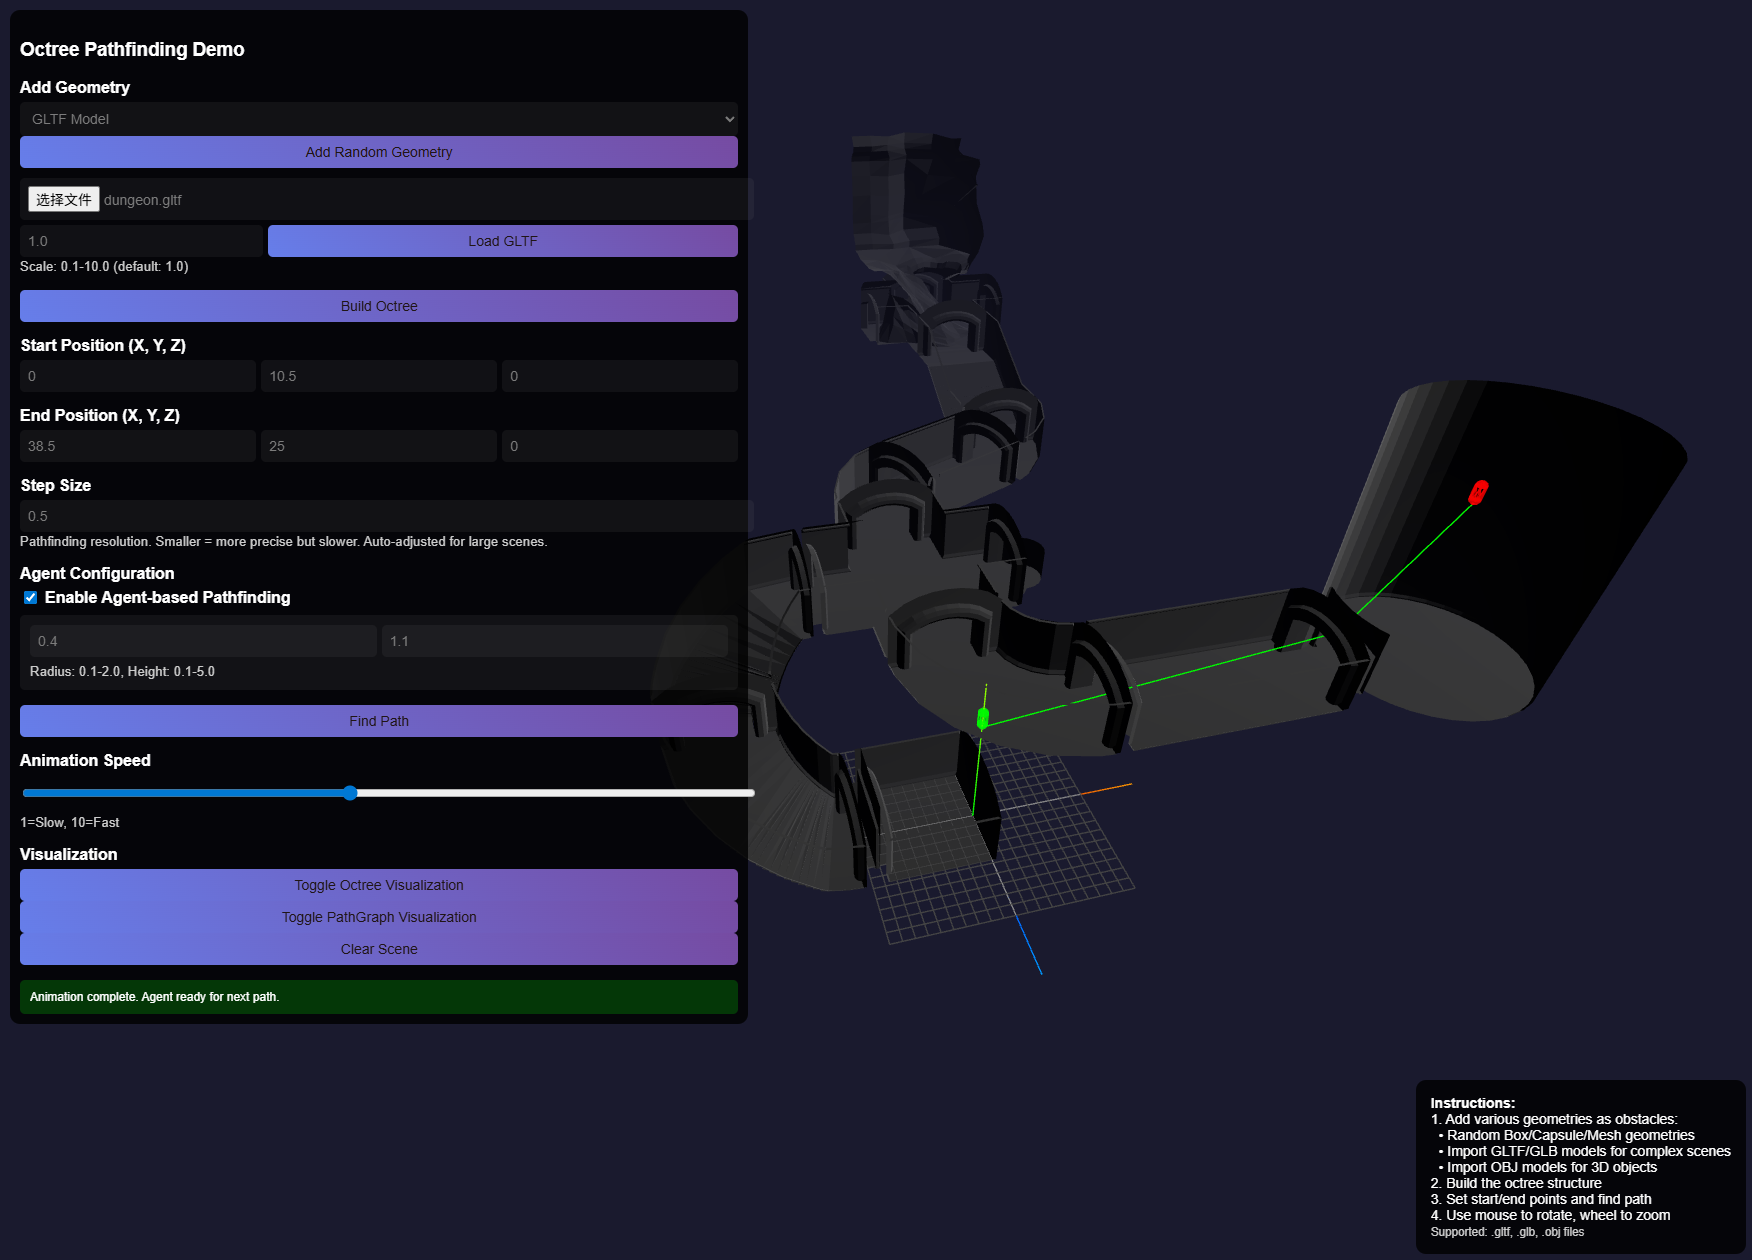 Octree Pathfinding Demo
Add Geometry
GLTF Model
Add Random Geometry
选择文件 dungeon.gltf
1.0
Load GLTF
Scale: 0.1-10.0 (default: 1.0)
Build Octree
Start Position (X, Y, Z)
0 10.5 0
End Position (X, Y, Z)
38.5 25 0
Step Size
0.5
Pathfinding resolution. Smaller = more precise but slower. Auto-adjusted for large scenes.
Agent Configuration
Enable Agent-based Pathfinding
0.4 1.1
Radius: 0.1-2.0, Height: 0.1-5.0
Find Path
Animation Speed
1=Slow, 10=Fast
Visualization
Toggle Octree Visualization
Toggle PathGraph Visualization
Clear Scene
Animation complete. Agent ready for next path.
Instructions:
1. Add various geometries as obstacles:
• Random Box/Capsule/Mesh geometries
• Import GLTF/GLB models for complex scenes
• Import OBJ models for 3D objects
2. Build the octree structure
3. Set start/end points and find path
4. Use mouse to rotate, wheel to zoom
Supported: .gltf, .glb, .obj files